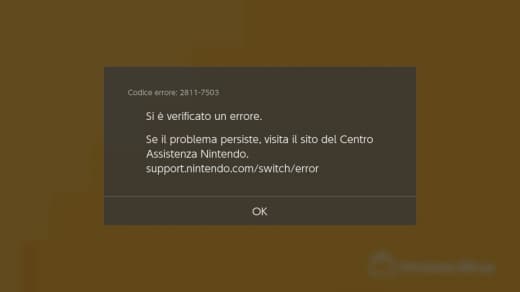 Codice errore: 2811-7503
Si è verificato un errore.
Se il problema persiste, visita il sito del Centro
Assistenza Nintendo.
support.nintendo.com/switch/error
OK